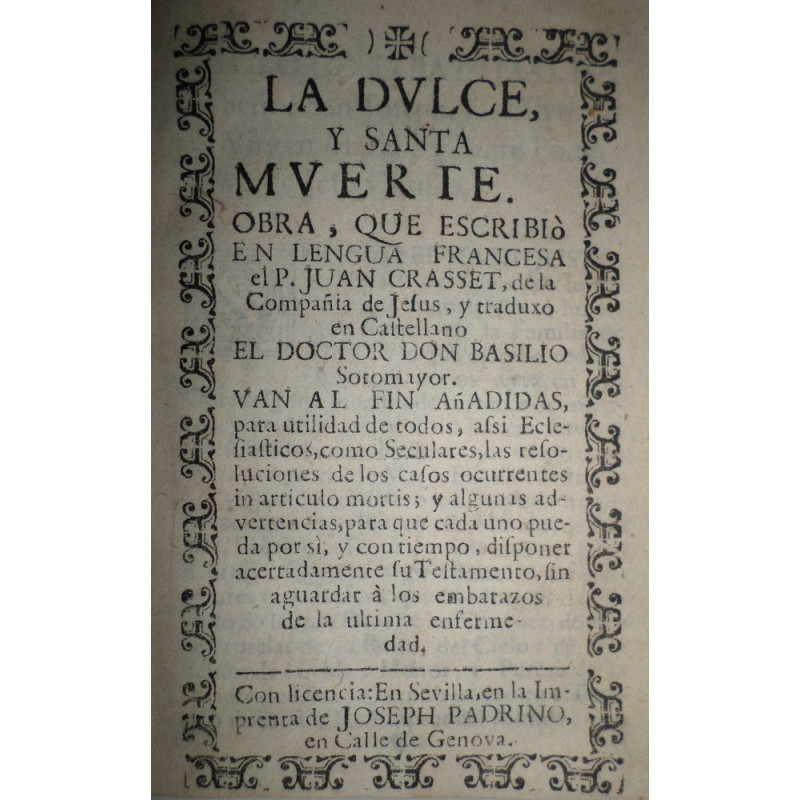 LA DVLCE,
Y SANTA
MVERTE.
OBRA, QUE ESCRIBIÒ
EN LENGUA FRANCESA
el P. JUAN CRASSET, de la
Compañia de Jeſus, y traduxo
en Caſtellano
EL DOCTOR DON BASILIO
Sotomayor.
VAN AL FIN AñADIDAS,
para utilidad de todos, aſsi Ecle-
ſiaſticos, como Seculares, las reſo-
luciones de los caſos ocurrentes
in articulo mortis; y algunas ad-
vertencias, para que cada uno pue-
da por sì, y con tiempo, diſponer
acertadamente ſu Teſtamento, ſin
aguardar à los embarazos
de la ultima enferme-
dad.
Con licencia: En Sevilla, en la Im-
prenta de JOSEPH PADRINO,
en Calle de Genova.